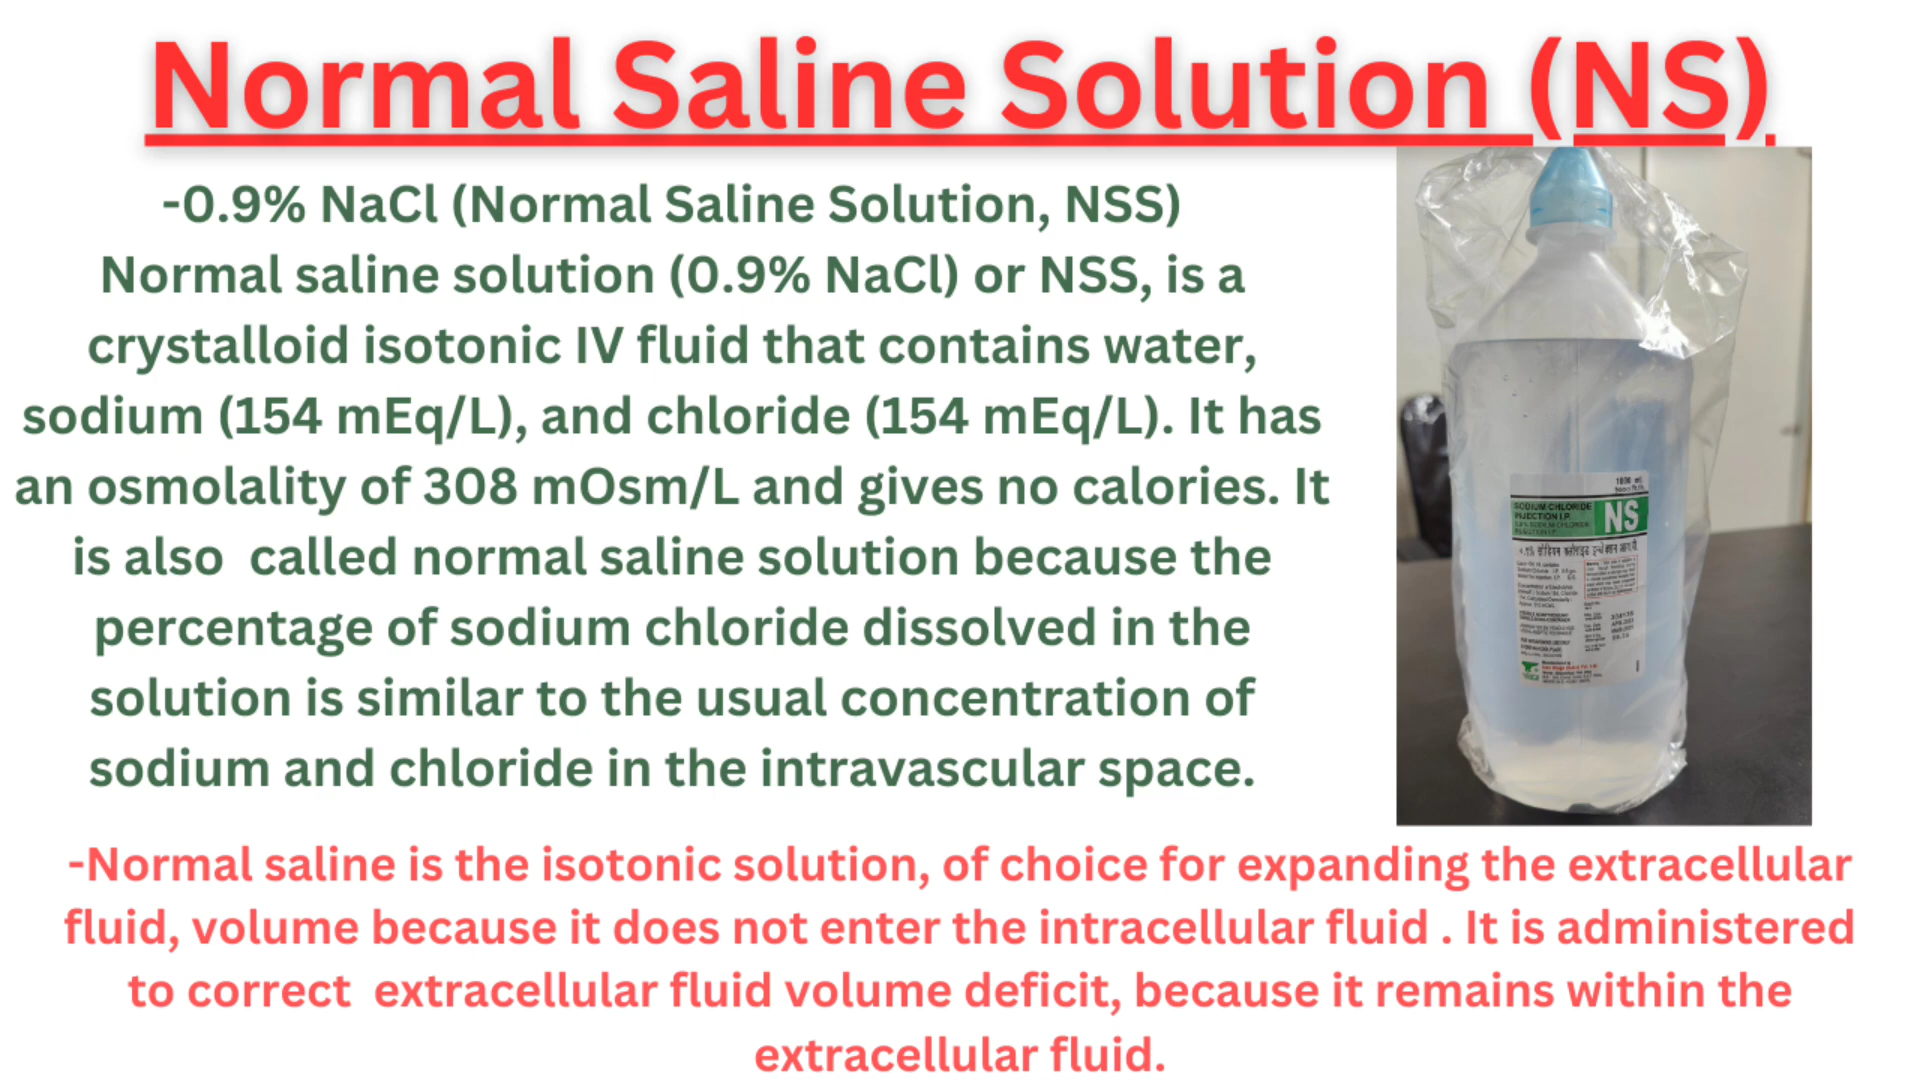 Normal Saline Solution (NS)
-0.9% NaCl (Normal Saline Solution, NSS)
Normal saline solution (0.9% NaCl) or NSS, is a
crystalloid isotonic IV fluid that contains water,
sodium (154 mEq/L), and chloride (154 mEq/L). It has
an osmolality of 308 mOsm/L and gives no calories. It
is also  called normal saline solution because the
percentage of sodium chloride dissolved in the
solution is similar to the usual concentration of
sodium and chloride in the intravascular space.
1000 ml
SODIUM CHLORIDE
INJECTION I.P.
NS
-Normal saline is the isotonic solution, of choice for expanding the extracellular
fluid, volume because it does not enter the intracellular fluid . It is administered
to correct  extracellular fluid volume deficit, because it remains within the
extracellular fluid.